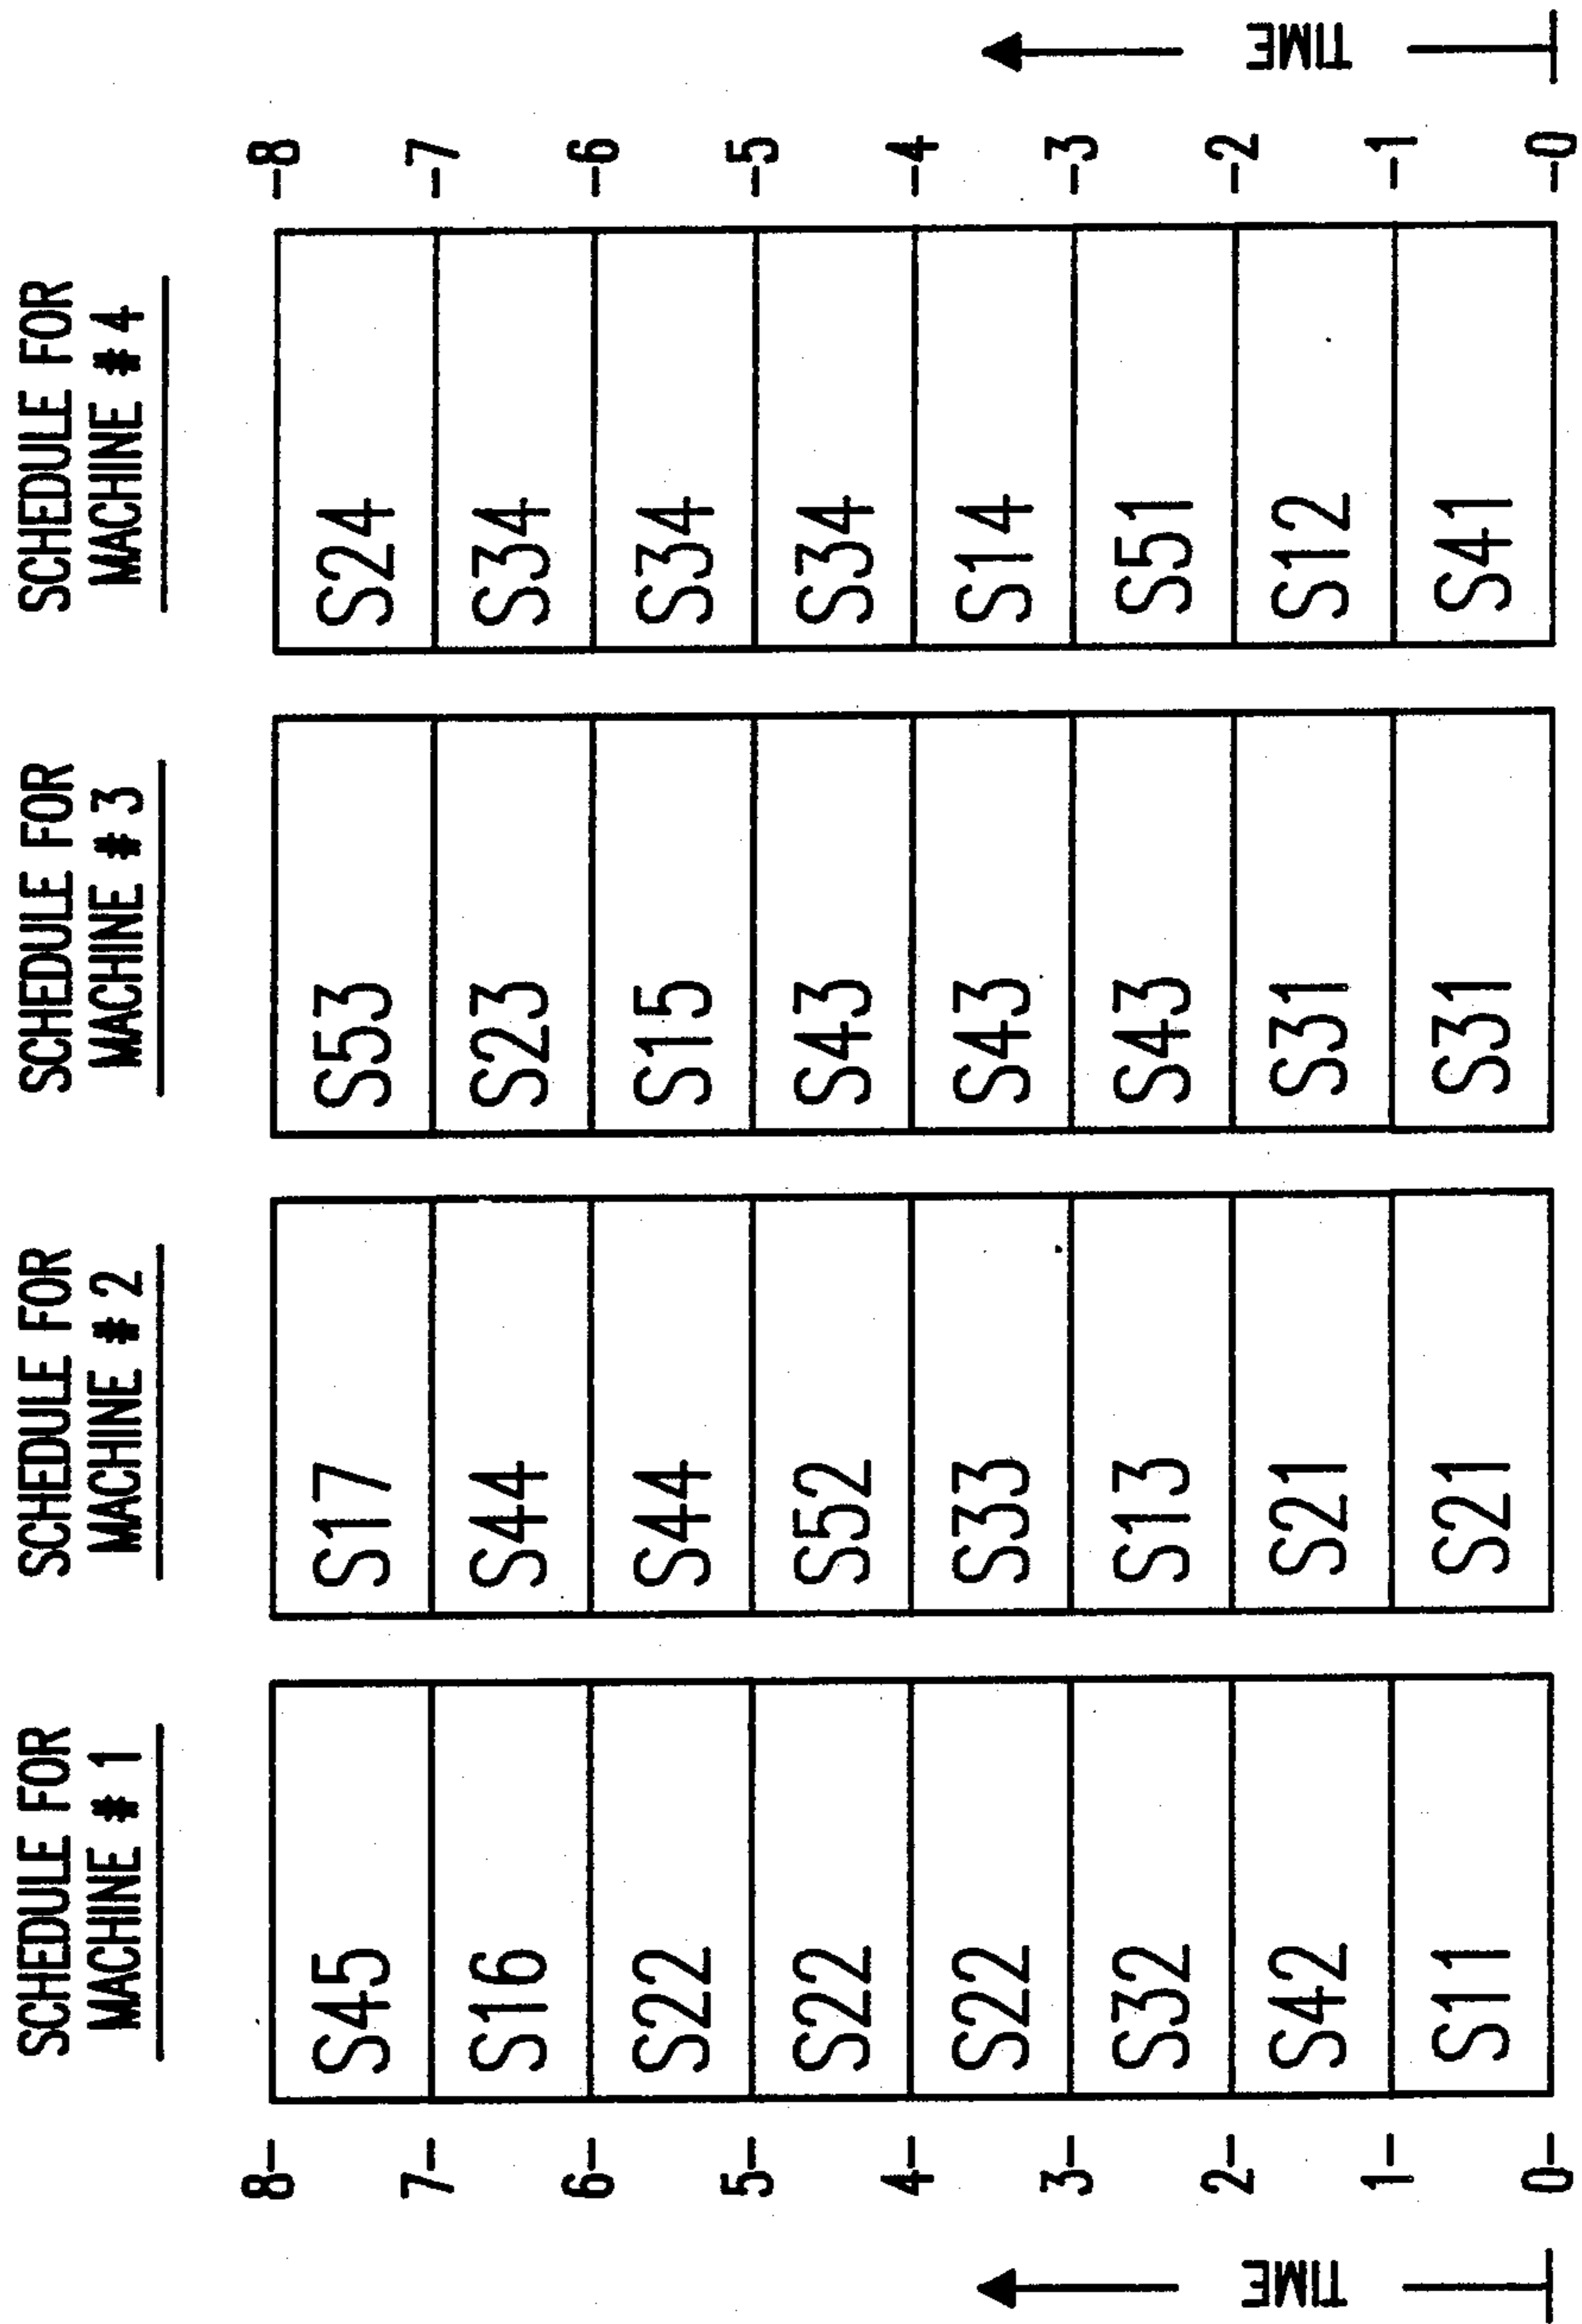 SCHEDULE FOR
MACHINE # 1
SCHEDULE FOR
MACHINE # 2
SCHEDULE FOR
MACHINE # 3
SCHEDULE FOR
MACHINE # 4
8- S45 S17 S53 S24 -8
7- S16 S44 S23 S34 -7
6- S22 S44 S15 S34 -6
5- S22 S52 S43 S34 -5
4- S22 S33 S43 S14 -4
3- S32 S13 S43 S51 -3
2- S42 S21 S31 S12 -2
1- S11 S21 S31 S41 -1
0- -0
TIME
TIME